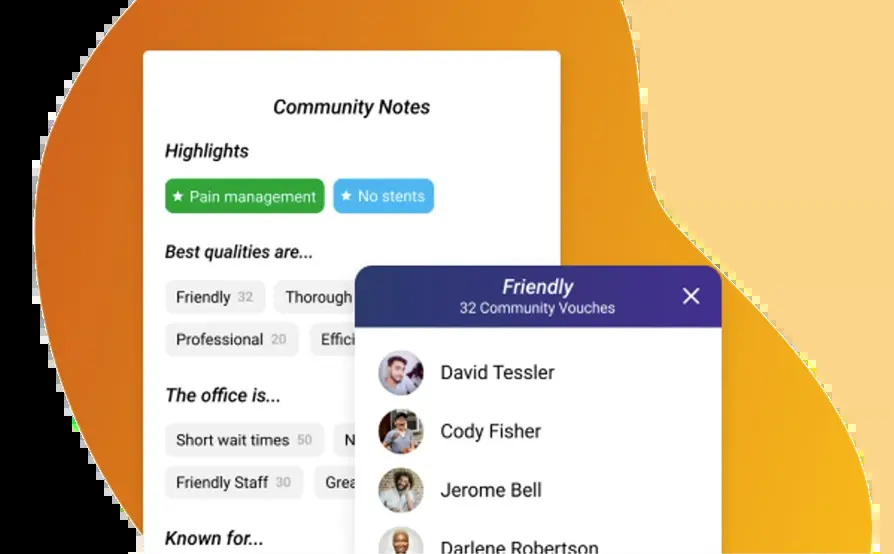 Community Notes
Highlights
Pain management No stents
Best qualities are...
Friendly 32 Thorough
Professional 20
The office is...
Short wait times 50
Friendly Staff 30
Known for...
Friendly
32 Community Vouches
David Tessler
Cody Fisher
Jerome Bell
Darlene Robertson